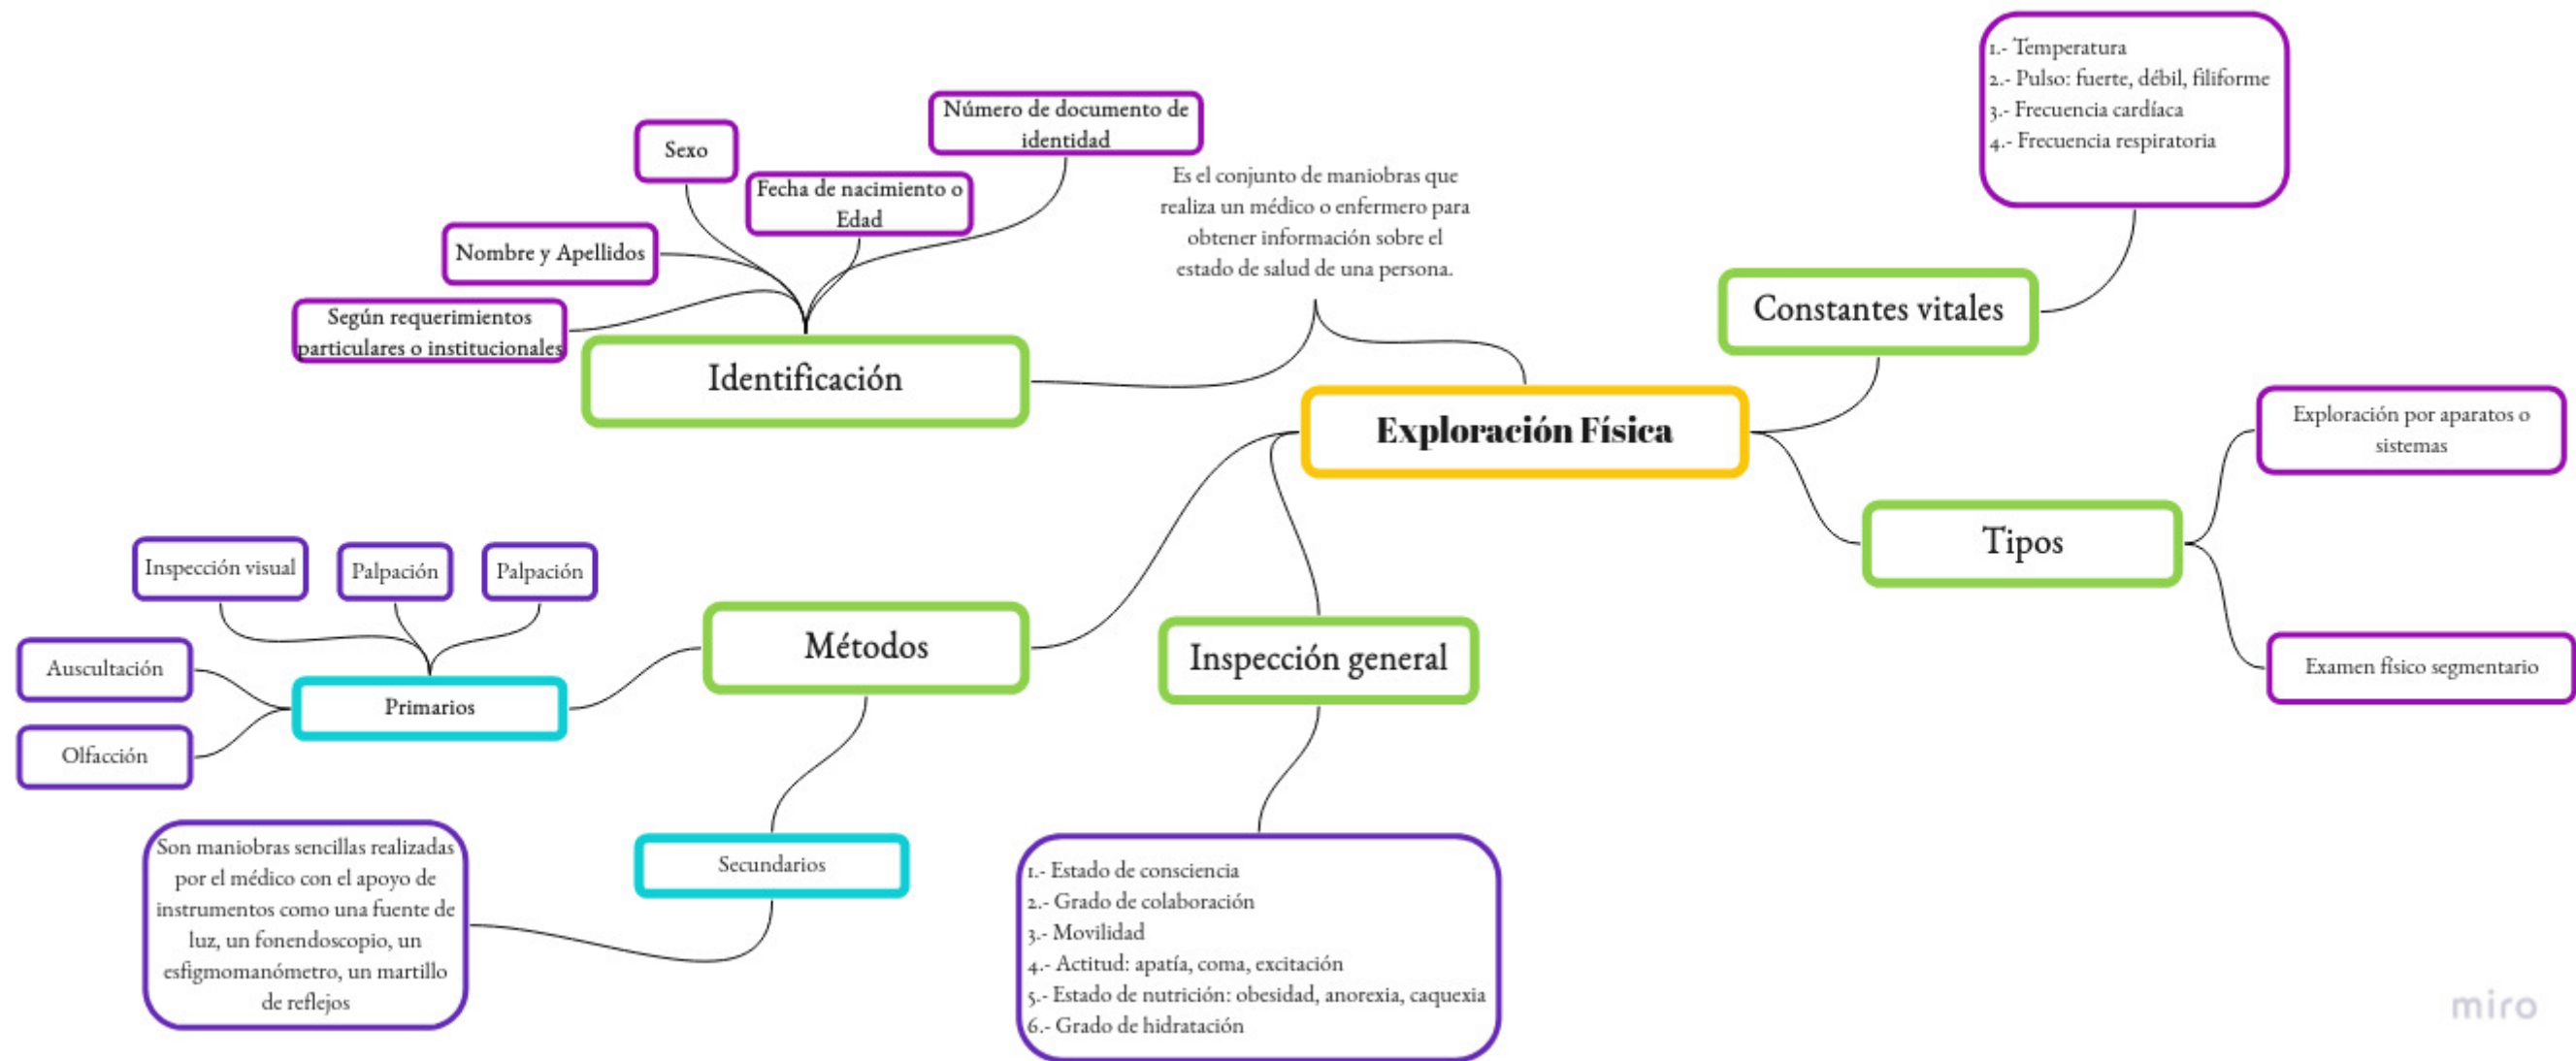 1.- Temperatura
2.- Pulso: fuerte, débil, filiforme
3.- Frecuencia cardíaca
4.- Frecuencia respiratoria
Número de documento de
identidad
Sexo
Fecha de nacimiento o
Edad
Es el conjunto de maniobras que
realiza un médico o enfermero para
obtener información sobre el
estado de salud de una persona.
Nombre y Apellidos
Según requerimientos
particulares o institucionales
Constantes vitales
Identificación
Exploración Física
Exploración por aparatos o
sistemas
Tipos
Examen físico segmentario
Inspección visual
Palpación
Palpación
Métodos
Inspección general
Auscultación
Primarios
Olfacción
Son maniobras sencillas realizadas
por el médico con el apoyo de
instrumentos como una fuente de
luz, un fonendoscopio, un
esfigmomanómetro, un martillo
de reflejos
Secundarios
1.- Estado de consciencia
2.- Grado de colaboración
3.- Movilidad
4.- Actitud: apatía, coma, excitación
5.- Estado de nutrición: obesidad, anorexia, caquexia
6.- Grado de hidratación
miro